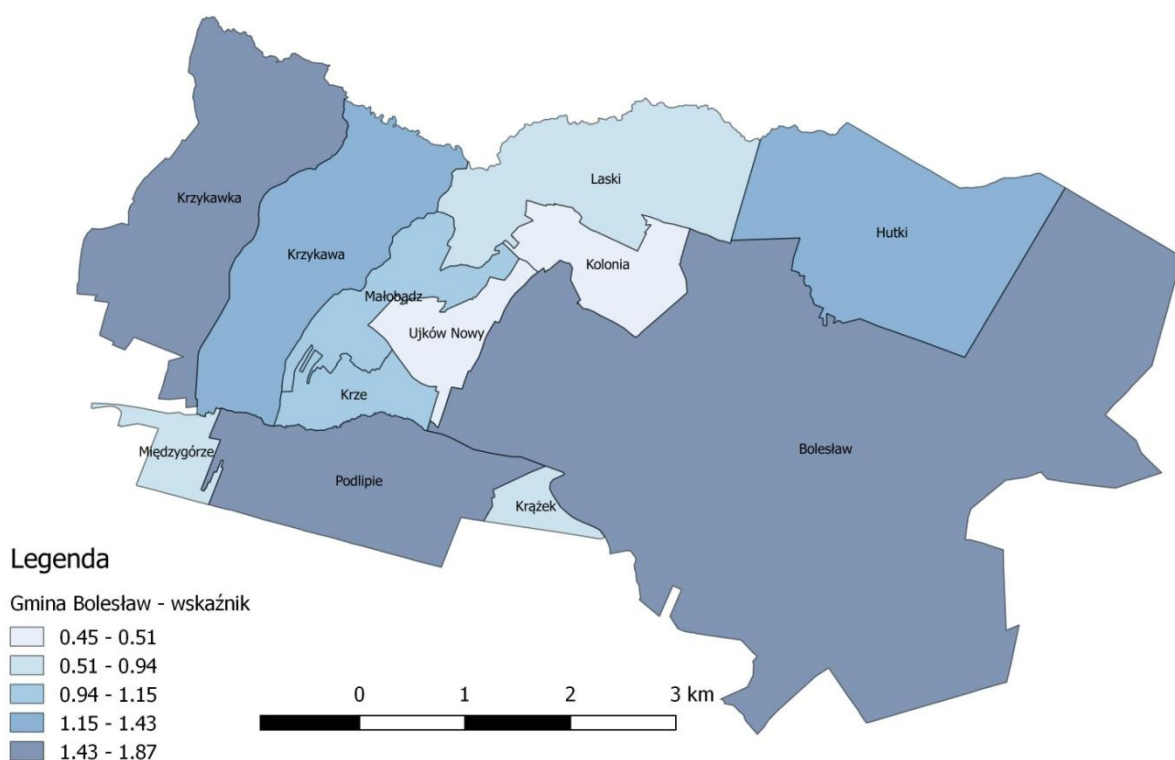 Laski
Krzykawka
Hutki
Krzykawa
Kolonia
Małobądz
Ujków Nowy
Krze
Bolesław
Międzygórze
Podlipie
Krążek
Legenda
Gmina Bolesław - wskaźnik
0.45 - 0.51
0.51 - 0.94
0.94 - 1.15
1.15 - 1.43
1.43 - 1.87
0 1 2 3 km